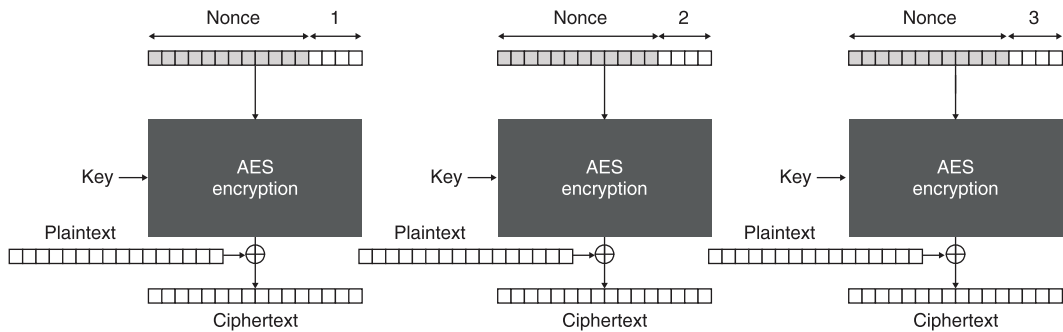 Nonce 1 Nonce 2 Nonce 3
Key AES encryption Key AES encryption Key AES encryption
Plaintext Plaintext Plaintext
Ciphertext Ciphertext Ciphertext